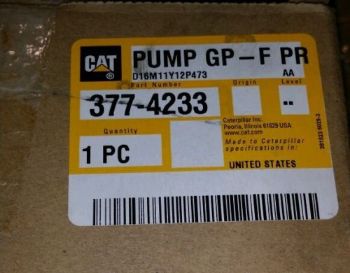 CAT PUMP GP-F PR
D16M11Y12P473 AA
Part Number Origin Level
377-4233 --
Quantity
1 PC
Caterpillar Inc.
Peoria, Illinois 61629 USA
www.cat.com
Made to Caterpillar
specifications in
UNITED STATES